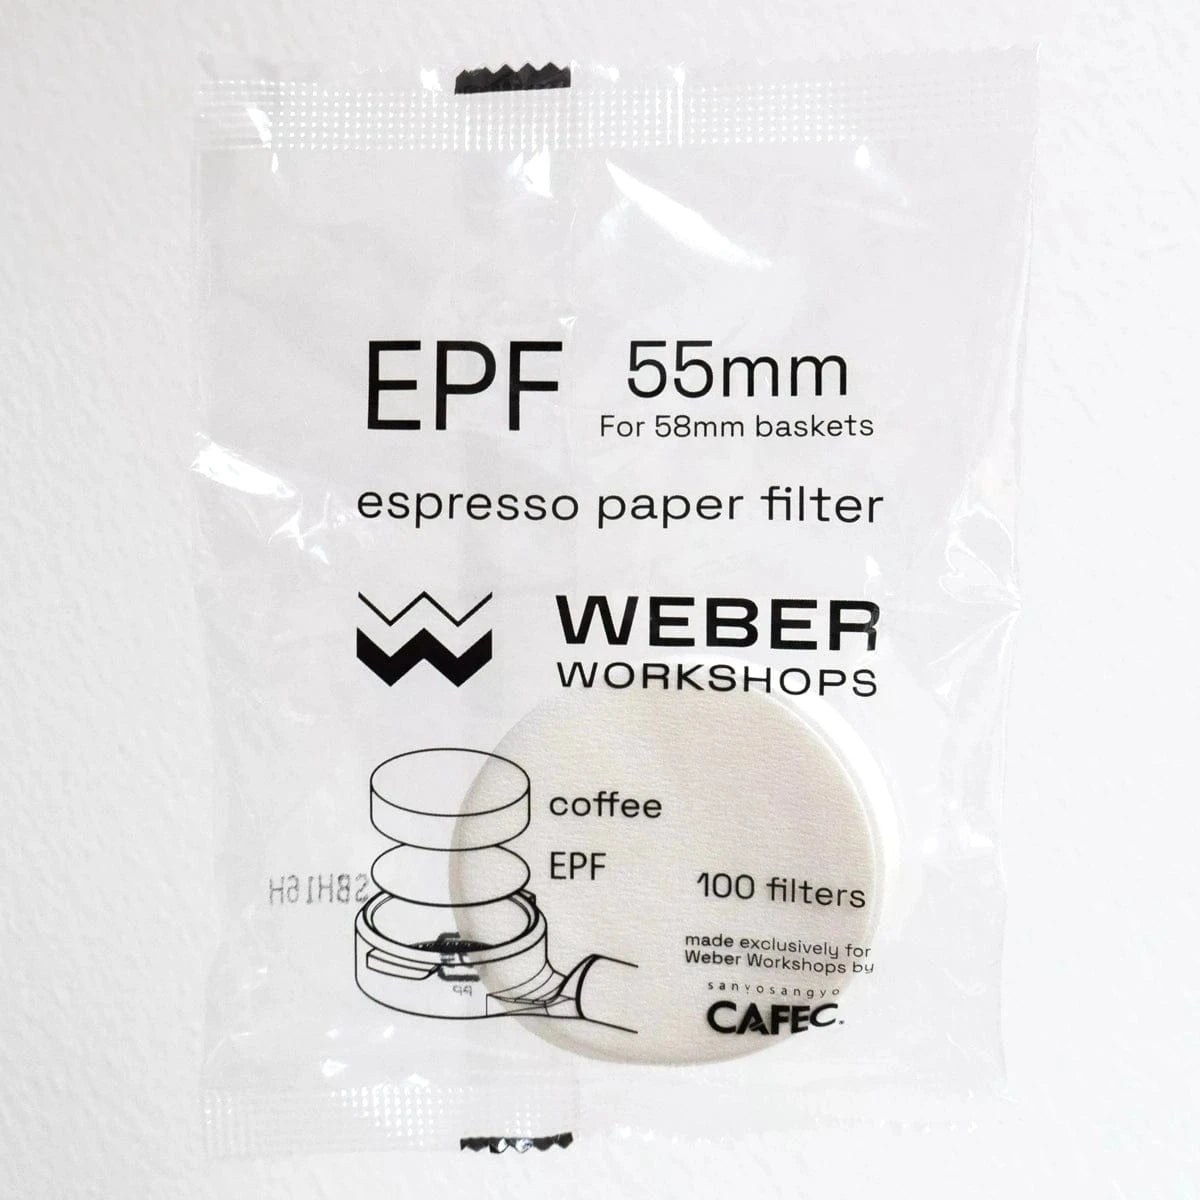 EPF
55mm
For 58mm baskets
espresso paper filter
WEBER
WORKSHOPS
coffee
EPF
100 filters
made exclusively for
Weber Workshops by
sanyosangyo
CAFEC.